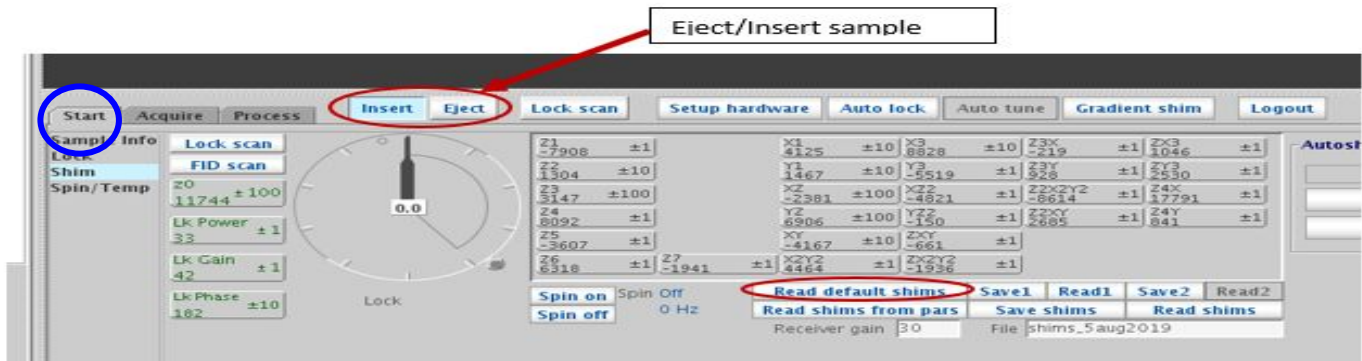 Eject/Insert sample
Start Acquire Process Insert Eject Lock scan Setup hardware Auto lock Auto tune Gradient shim Logout
Sample Info
Lock
Shim
Spin/Temp
Lock scan
FID scan
z0
11744 ±100
Lk Power
33 ±1
Lk Gain
42 ±1
Lk Phase
182 ±10
0.0
Lock
Z1
-7908 ±1
Z2
1304 ±10
Z3
3147 ±100
Z4
8092 ±1
Z5
-3607 ±1
Z6
6318 ±1
Z7
-1941 ±1
X1
4125 ±10
Y1
1467 ±10
XZ
-2381 ±100
YZ
6906 ±100
XY
-4167 ±10
X2Y2
4464 ±1
X3
8828 ±10
Y3
-5519 ±1
XZ2
-4821 ±1
YZ2
-150 ±1
ZXY
-661 ±1
ZX2Y2
-1936 ±1
Z3X
-219 ±1
Z3Y
928 ±1
Z2X2Y2
-8614 ±1
Z2XY
2685 ±1
ZX3
1046 ±1
ZY3
2530 ±1
Z4X
17791 ±1
Z4Y
841 ±1
Spin on Spin Off
Spin off 0 Hz
Read default shims Save1 Read1 Save2 Read2
Read shims from pars Save shims Read shims
Receiver gain 30 File shims_5aug2019